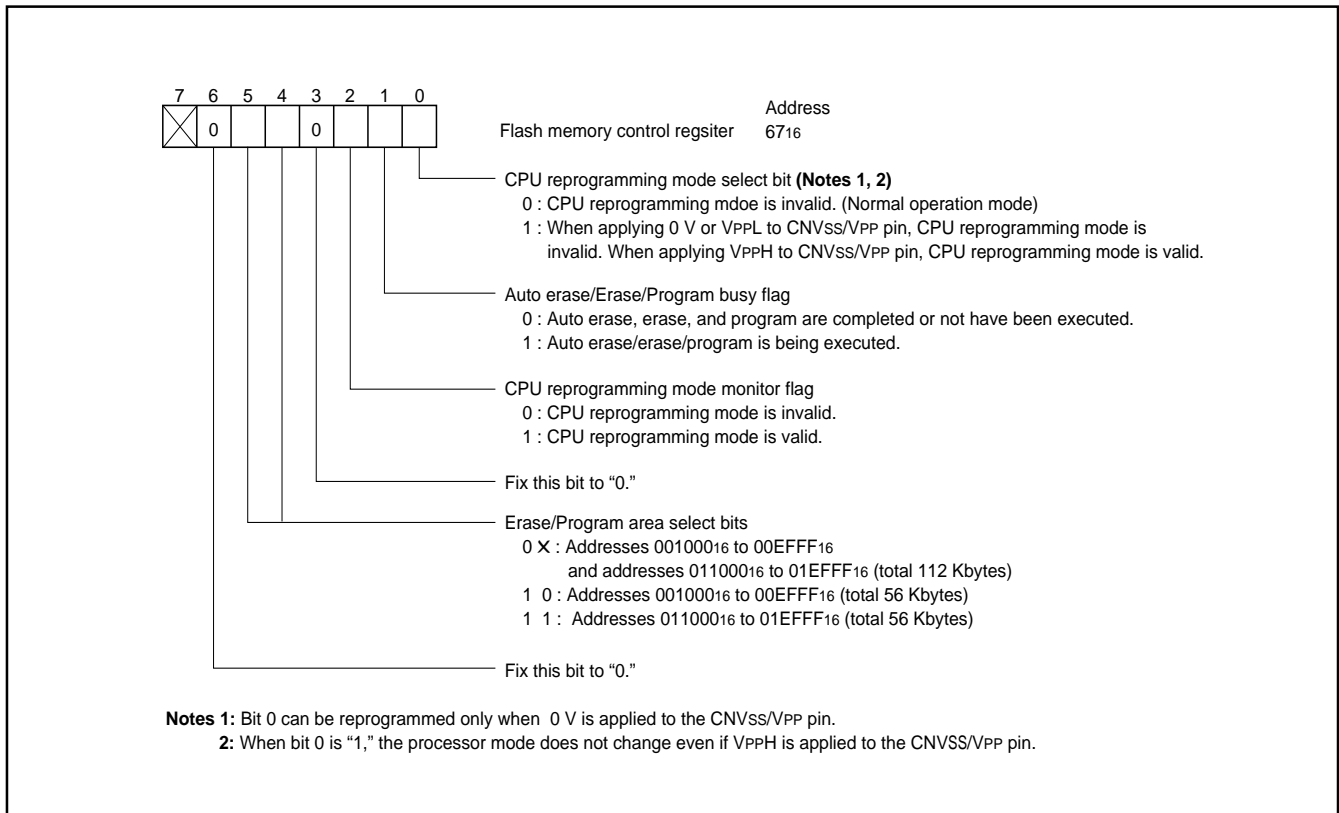 7 6 5 4 3 2 1 0
0 0
Address
Flash memory control regsiter 6716
CPU reprogramming mode select bit (Notes 1, 2)
0 : CPU reprogramming mdoe is invalid. (Normal operation mode)
1 : When applying 0 V or VPPL to CNVSS/VPP pin, CPU reprogramming mode is
invalid. When applying VPPH to CNVSS/VPP pin, CPU reprogramming mode is valid.
Auto erase/Erase/Program busy flag
0 : Auto erase, erase, and program are completed or not have been executed.
1 : Auto erase/erase/program is being executed.
CPU reprogramming mode monitor flag
0 : CPU reprogramming mode is invalid.
1 : CPU reprogramming mode is valid.
Fix this bit to “0.”
Erase/Program area select bits
0 X : Addresses 00100016 to 00EFFF16
and addresses 01100016 to 01EFFF16 (total 112 Kbytes)
1 0 : Addresses 00100016 to 00EFFF16 (total 56 Kbytes)
1 1 : Addresses 01100016 to 01EFFF16 (total 56 Kbytes)
Fix this bit to “0.”
Notes 1: Bit 0 can be reprogrammed only when 0 V is applied to the CNVSS/VPP pin.
2: When bit 0 is “1,” the processor mode does not change even if VPPH is applied to the CNVSS/VPP pin.